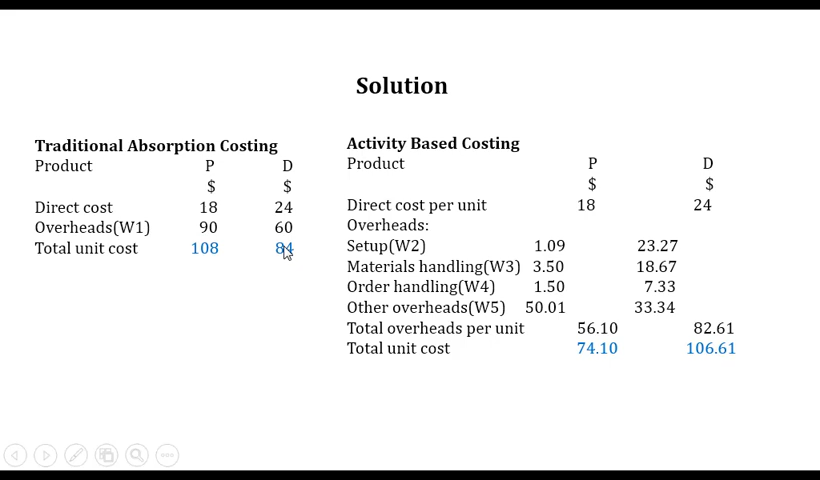 Solution
Traditional Absorption Costing
Product P D
$ $
Direct cost 18 24
Overheads(W1) 90 60
Total unit cost 108 84
Activity Based Costing
Product P D
$ $
Direct cost per unit 18 24
Overheads:
Setup(W2) 1.09 23.27
Materials handling(W3) 3.50 18.67
Order handling(W4) 1.50 7.33
Other overheads(W5) 50.01 33.34
Total overheads per unit 56.10 82.61
Total unit cost 74.10 106.61